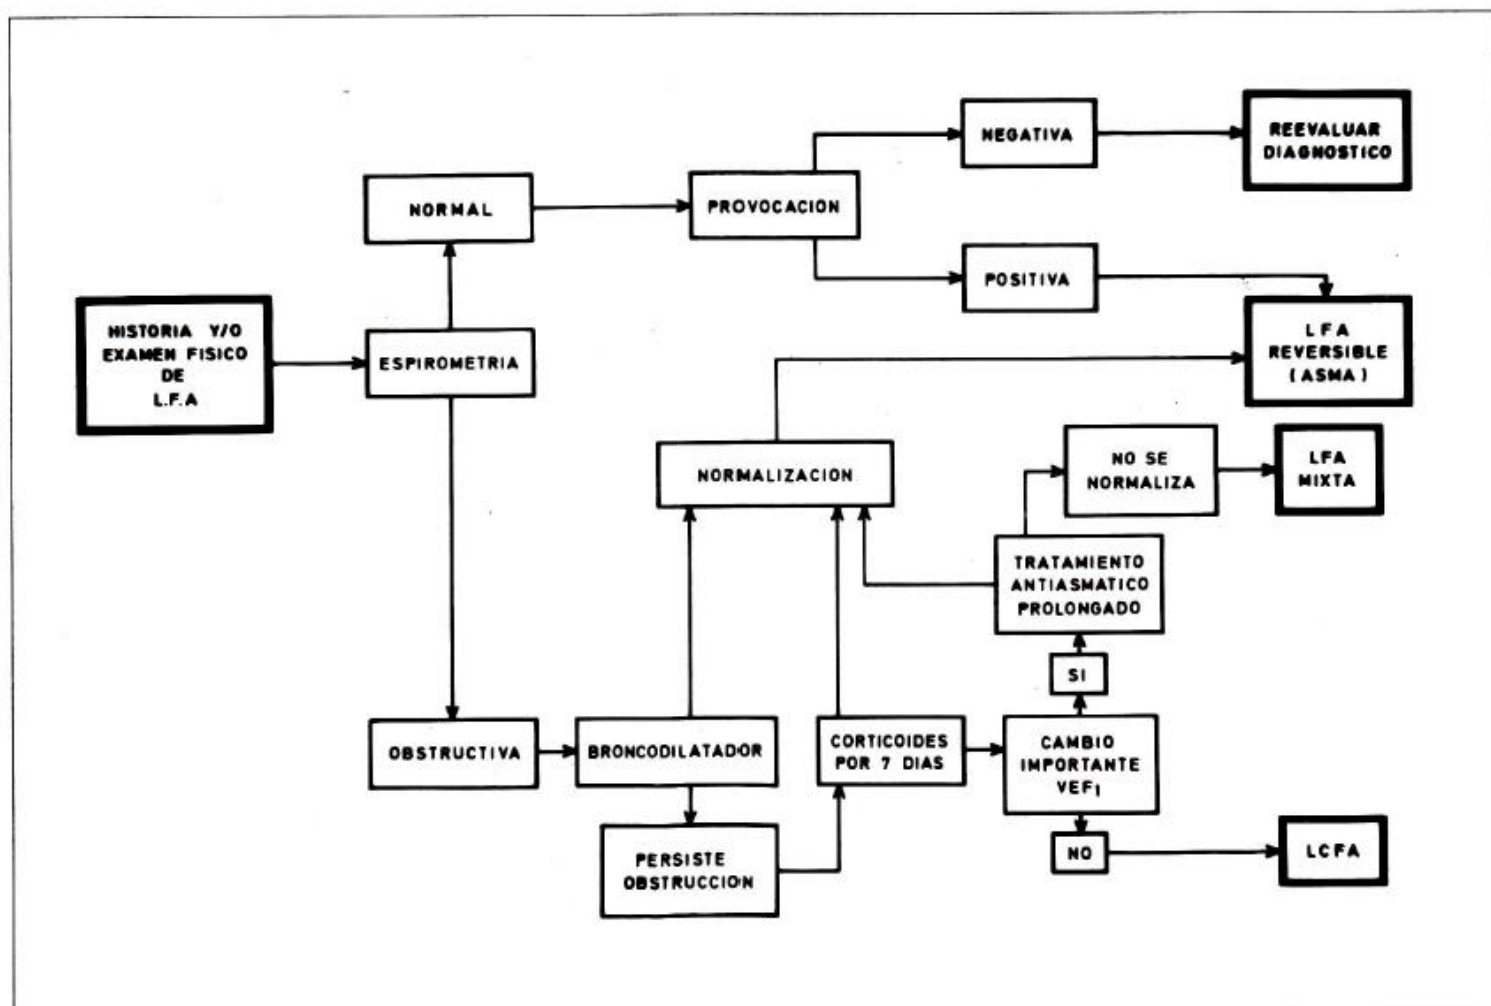 NEGATIVA
REEVALUAR
DIAGNOSTICO
NORMAL
PROVOCACION
POSITIVA
HISTORIA Y/O
EXAMEN FISICO
DE
L.F.A
ESPIROMETRIA
LFA
REVERSIBLE
(ASMA)
NORMALIZACION
NO SE
NORMALIZA
LFA
MIXTA
TRATAMIENTO
ANTIASMATICO
PROLONGADO
SI
OBSTRUCTIVA
BRONCODILATADOR
CORTICOIDES
POR 7 DIAS
CAMBIO
IMPORTANTE
VEF₁
PERSISTE
OBSTRUCCION
NO
LCFA